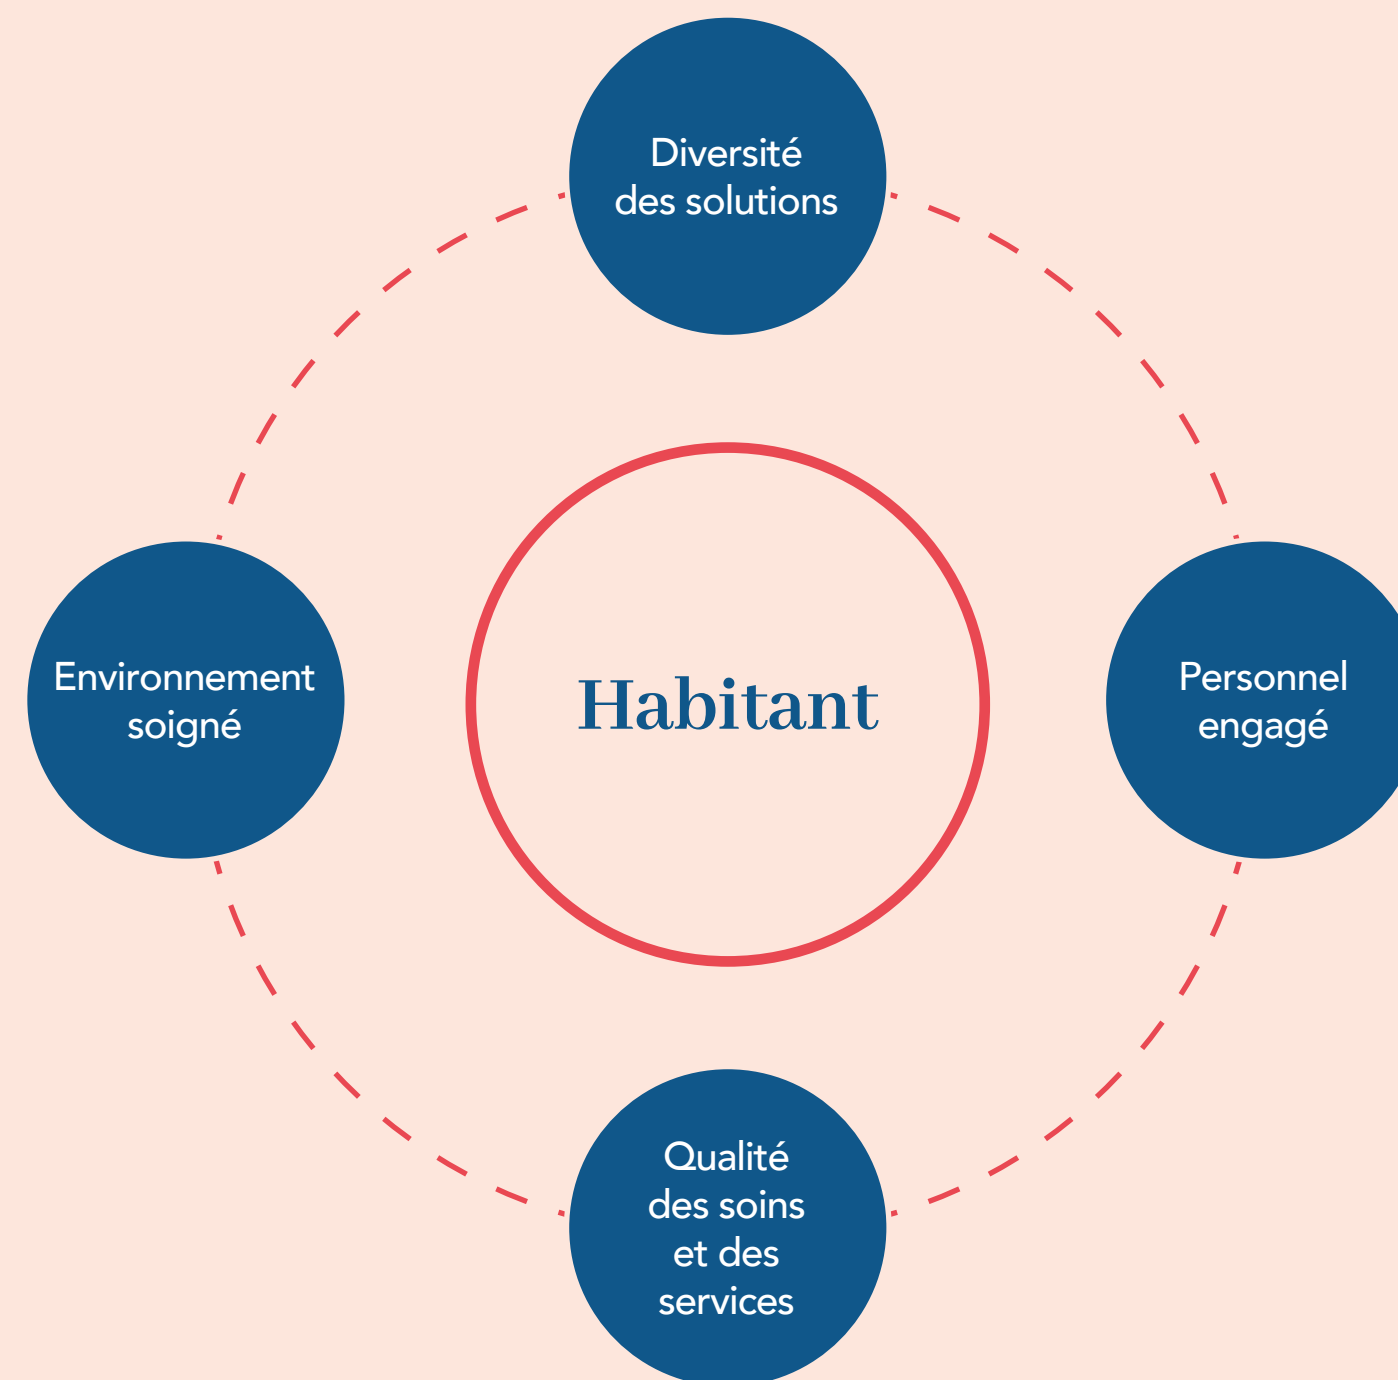 Diversité
des solutions
Environnement
soigné
Habitant
Personnel
engagé
Qualité
des soins
et des
services